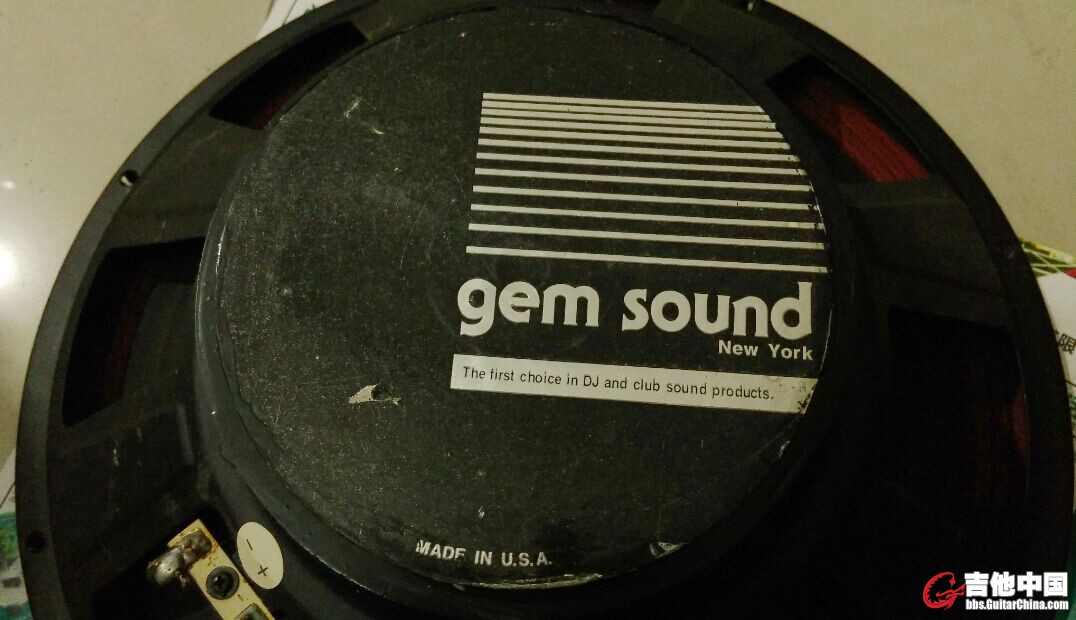 gem sound
New York
The first choice in DJ and club sound products.
MADE IN U.S.A.
−
+
吉他中国
bbs.GuitarChina.com